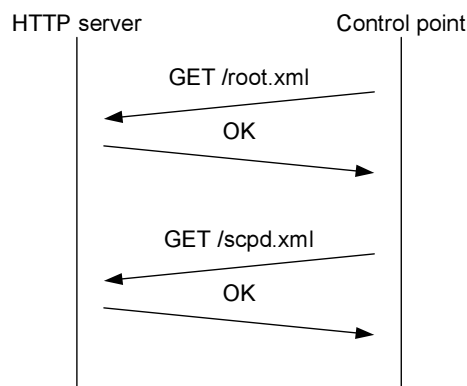 HTTP server
Control point
GET /root.xml
OK
GET /scpd.xml
OK